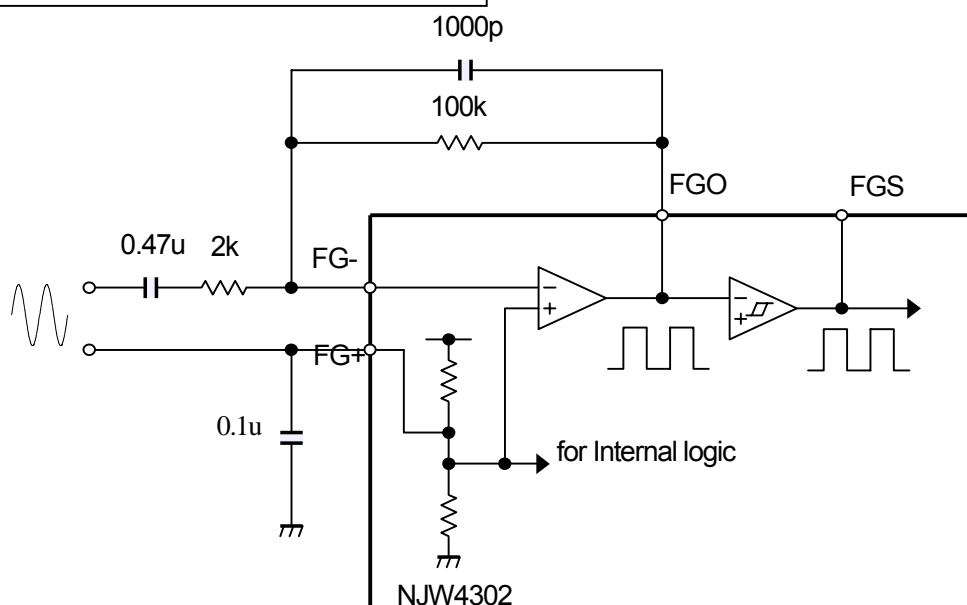 1000p
100k
FGO
FGS
0.47u
2k
FG-
FG+
0.1u
for Internal logic
NJW4302